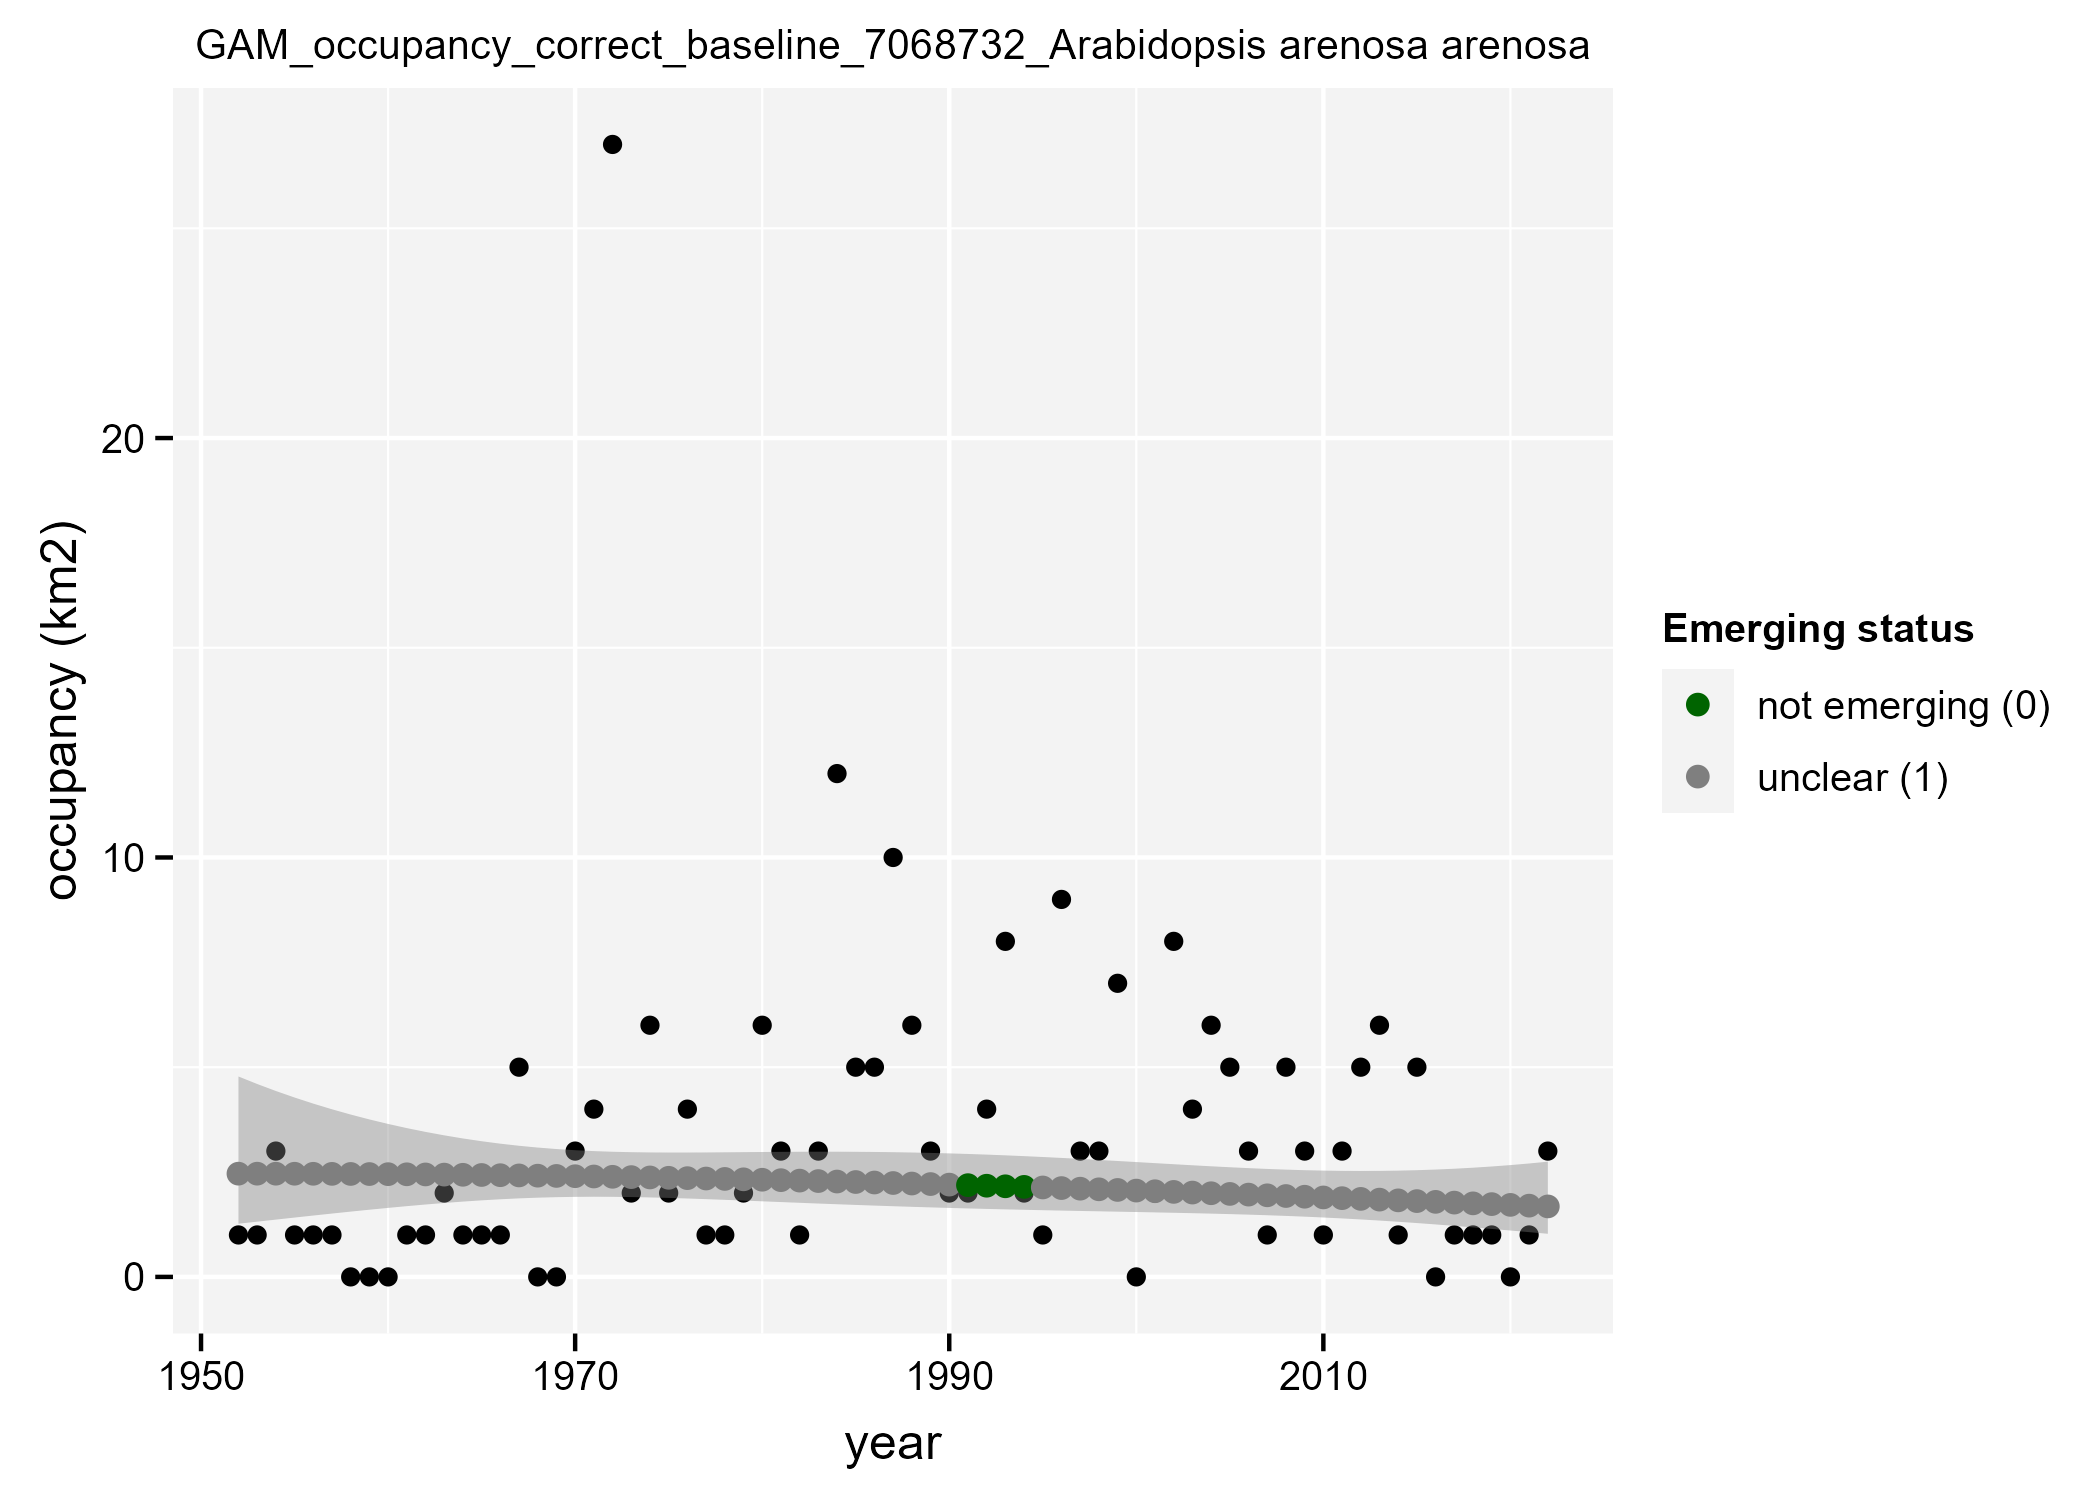 GAM_occupancy_correct_baseline_7068732_Arabidopsis arenosa arenosa
occupancy (km2)
20
10
0
1950 1970 1990 2010
year
Emerging status
not emerging (0)
unclear (1)